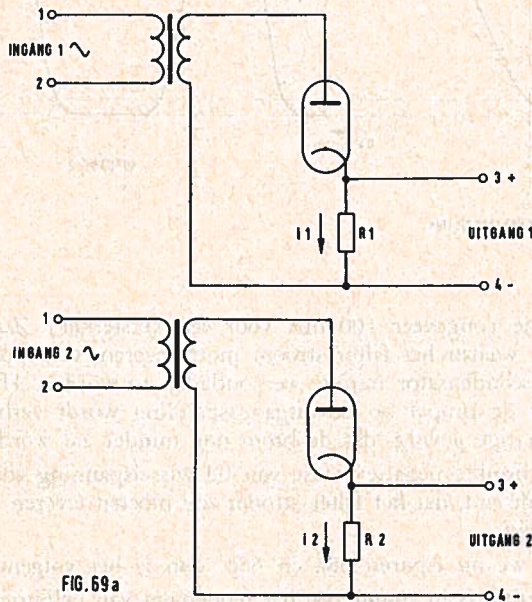 1
INGANG 1
2
3 +
I1
R1
UITGANG 1
4 -
1
INGANG 2
2
3 +
I2
R 2
UITGANG 2
4 -
FIG. 69a